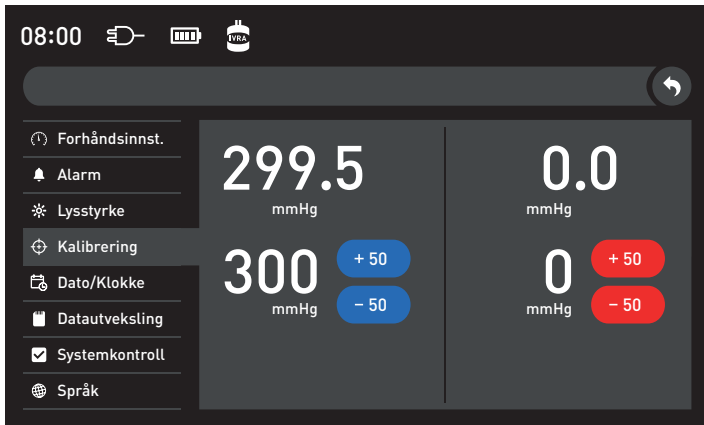 08:00
IVRA
Forhåndsinnst.
Alarm
Lysstyrke
Kalibrering
Dato/Klokke
Datautveksling
Systemkontroll
Språk
299.5
mmHg
300
mmHg
+ 50
− 50
0.0
mmHg
0
mmHg
+ 50
− 50